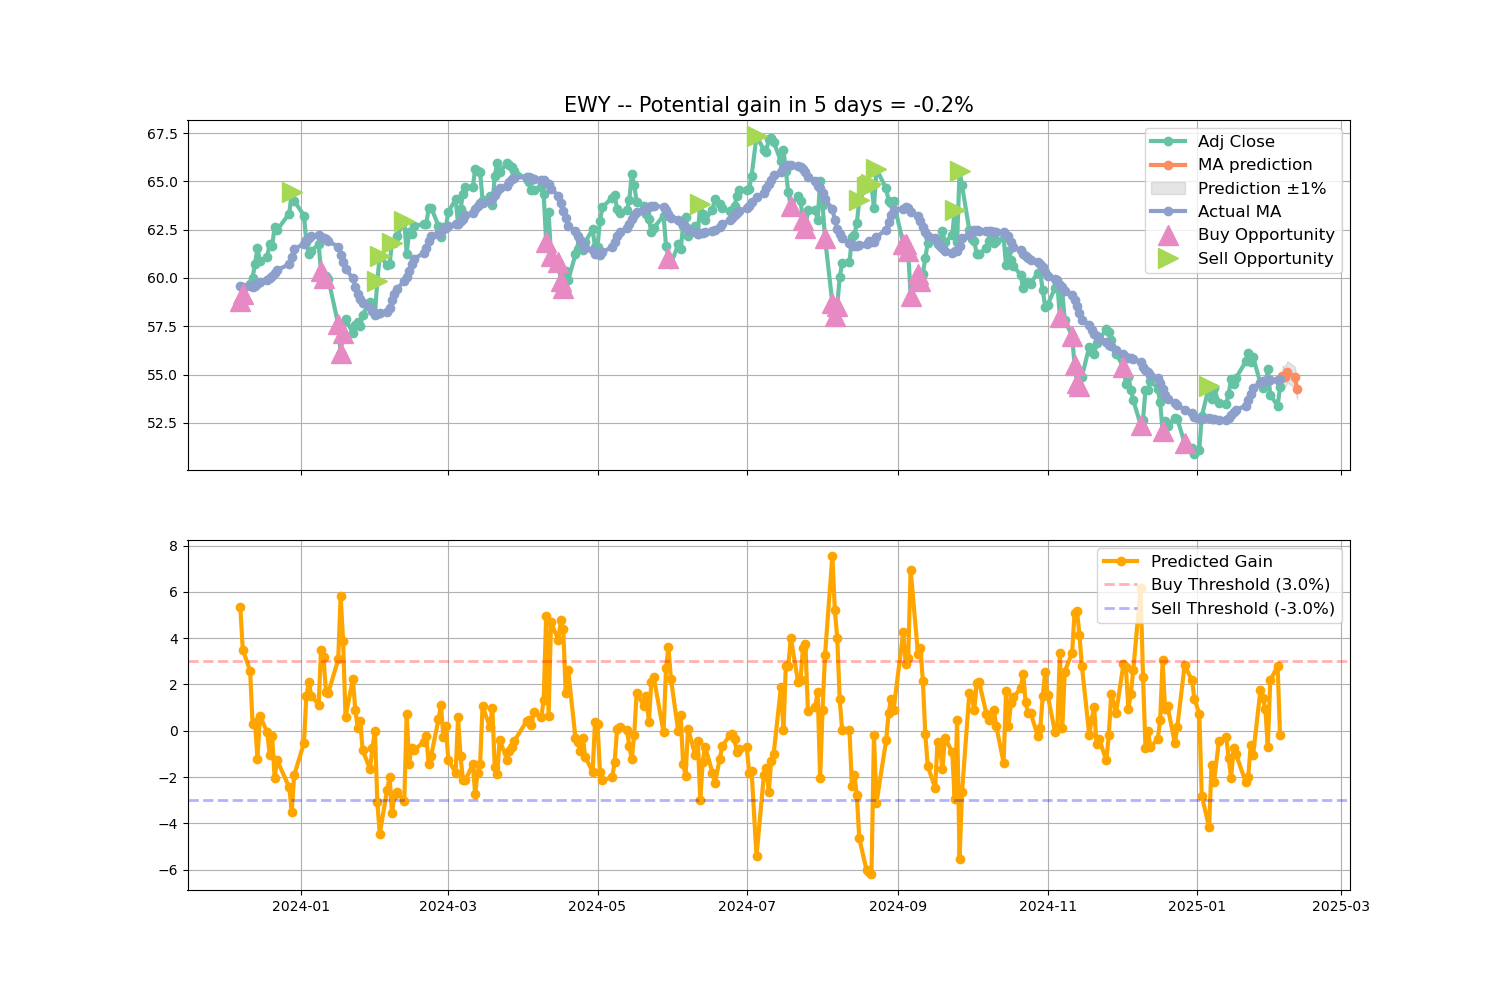 EWY -- Potential gain in 5 days = -0.2%
67.5
65.0
62.5
60.0
57.5
55.0
52.5
Adj Close
MA prediction
Prediction ±1%
Actual MA
Buy Opportunity
Sell Opportunity
8
6
4
2
0
−2
−4
−6
Predicted Gain
Buy Threshold (3.0%)
Sell Threshold (-3.0%)
2024-01 2024-03 2024-05 2024-07 2024-09 2024-11 2025-01 2025-03